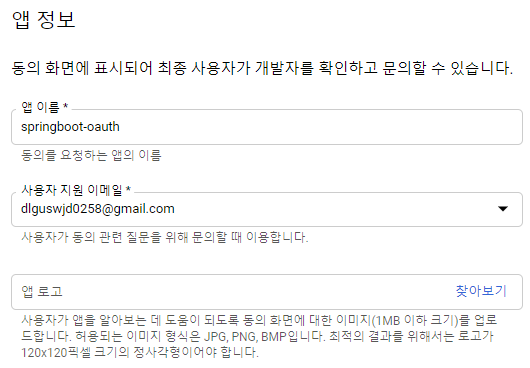 앱 정보
동의 화면에 표시되어 최종 사용자가 개발자를 확인하고 문의할 수 있습니다.
앱 이름 *
springboot-oauth
동의를 요청하는 앱의 이름
사용자 지원 이메일 *
dlguswjd0258@gmail.com
사용자가 동의 관련 질문을 위해 문의할 때 이용합니다.
앱 로고 찾아보기
사용자가 앱을 알아보는 데 도움이 되도록 동의 화면에 대한 이미지(1MB 이하 크기)를 업로
드합니다. 허용되는 이미지 형식은 JPG, PNG, BMP입니다. 최적의 결과를 위해서는 로고가
120x120픽셀 크기의 정사각형이어야 합니다.